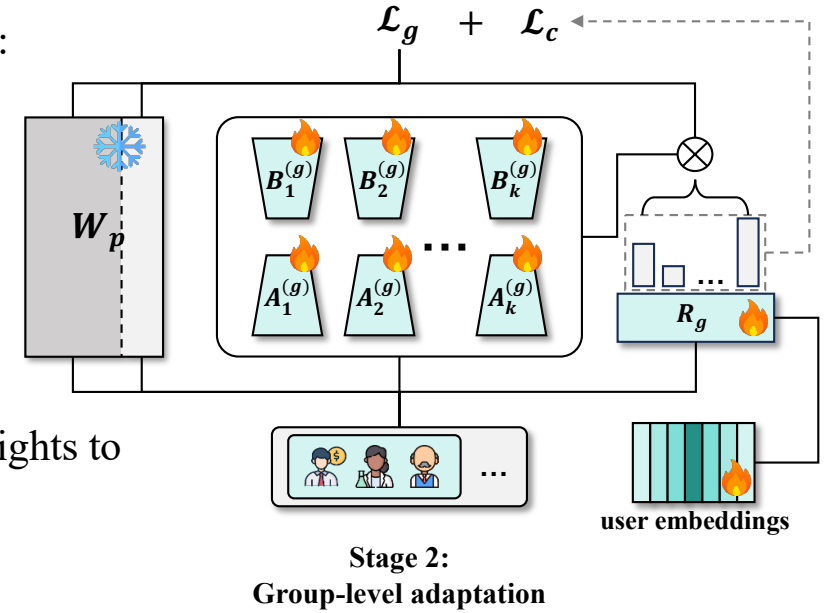 ℒ_g + ℒ_c
:
W_p
B_1^(g) B_2^(g) B_k^(g)
...
A_1^(g) A_2^(g) A_k^(g)
...
R_g
ights to
$
...
user embeddings
Stage 2:
Group-level adaptation